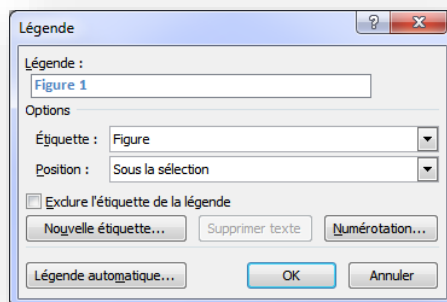 Légende
Légende :
Figure 1
Options
Étiquette : Figure
Position : Sous la sélection
Exclure l'étiquette de la légende
Nouvelle étiquette... Supprimer texte Numérotation...
Légende automatique... OK Annuler